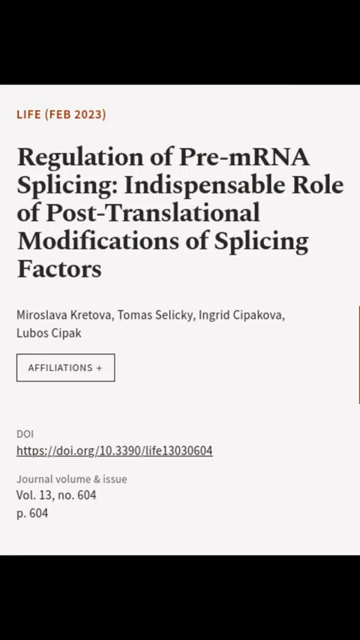 LIFE (FEB 2023)
Regulation of Pre-mRNA
Splicing: Indispensable Role
of Post-Translational
Modifications of Splicing
Factors
Miroslava Kretova, Tomas Selicky, Ingrid Cipakova,
Lubos Cipak
AFFILIATIONS +
DOI
https://doi.org/10.3390/life13030604
Journal volume & issue
Vol. 13, no. 604
p. 604